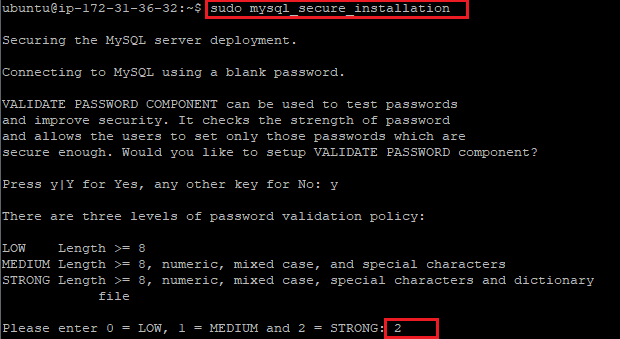 ubuntu@ip-172-31-36-32:~$ sudo mysql_secure_installation
Securing the MySQL server deployment.
Connecting to MySQL using a blank password.
VALIDATE PASSWORD COMPONENT can be used to test passwords
and improve security. It checks the strength of password
and allows the users to set only those passwords which are
secure enough. Would you like to setup VALIDATE PASSWORD component?
Press y|Y for Yes, any other key for No: y
There are three levels of password validation policy:
LOW    Length >= 8
MEDIUM Length >= 8, numeric, mixed case, and special characters
STRONG Length >= 8, numeric, mixed case, special characters and dictionary
file
Please enter 0 = LOW, 1 = MEDIUM and 2 = STRONG: 2